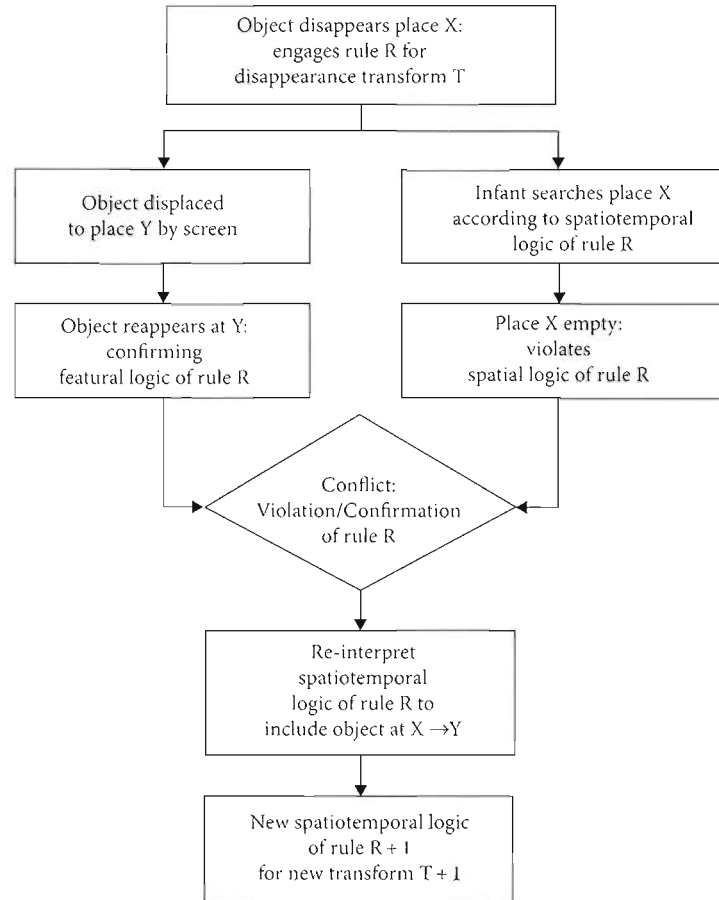 Object disappears place X:
engages rule R for
disappearance transform T
Object displaced
to place Y by screen
Infant searches place X
according to spatiotemporal
logic of rule R
Object reappears at Y:
confirming
featural logic of rule R
Place X empty:
violates
spatial logic of rule R
Conflict:
Violation/Confirmation
of rule R
Re-interpret
spatiotemporal
logic of rule R to
include object at X →Y
New spatiotemporal logic
of rule R + 1
for new transform T + 1